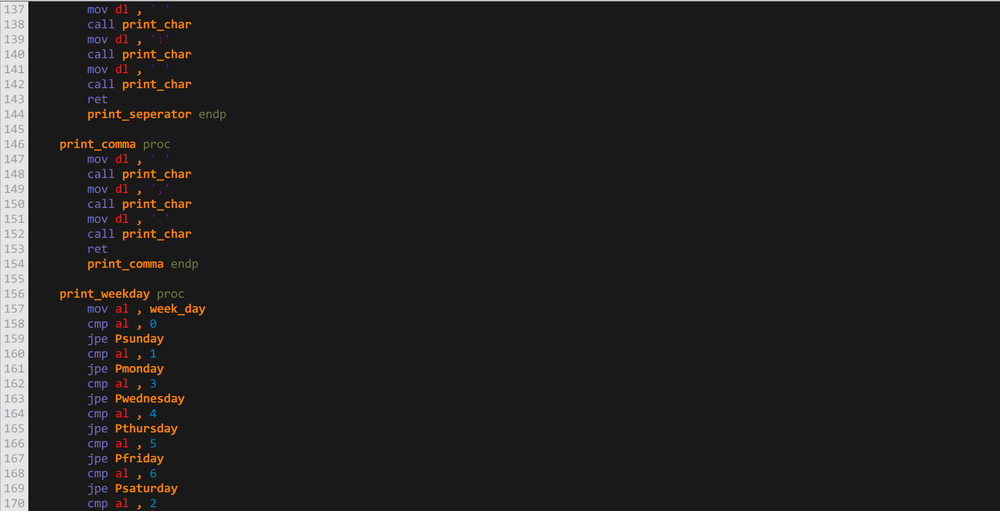 137 mov dl , ' '
138 call print_char
139 mov dl , ':'
140 call print_char
141 mov dl , ' '
142 call print_char
143 ret
144 print_seperator endp
145
146 print_comma proc
147 mov dl , ' '
148 call print_char
149 mov dl , ','
150 call print_char
151 mov dl , ' '
152 call print_char
153 ret
154 print_comma endp
155
156 print_weekday proc
157 mov al , week_day
158 cmp al , 0
159 jpe Psunday
160 cmp al , 1
161 jpe Pmonday
162 cmp al , 3
163 jpe Pwednesday
164 cmp al , 4
165 jpe Pthursday
166 cmp al , 5
167 jpe Pfriday
168 cmp al , 6
169 jpe Psaturday
170 cmp al , 2